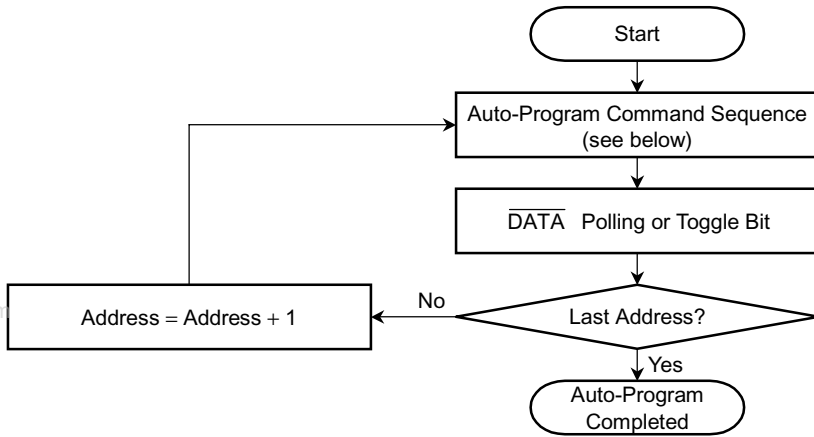 Start
Auto-Program Command Sequence
(see below)
D̅A̅T̅A̅ Polling or Toggle Bit
Last Address?
No
Address = Address + 1
Yes
Auto-Program
Completed